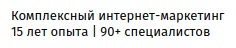 Комплексный интернет-маркетинг
15 лет опыта | 90+ специалистов